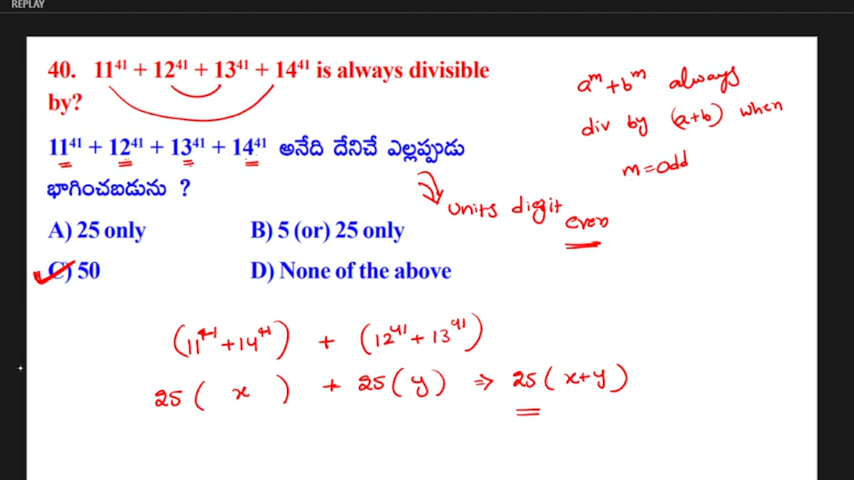 REPLAY
40. 11⁴¹ + 12⁴¹ + 13⁴¹ + 14⁴¹ is always divisible
by?
11⁴¹ + 12⁴¹ + 13⁴¹ + 14⁴¹ అనేది దేనిచే ఎల్లప్పుడు
భాగించబడును ?
A) 25 only B) 5 (or) 25 only
C) 50 D) None of the above
aᵐ + bᵐ always
div by (a+b) when
m = odd
units digit
even
(11⁴¹ + 14⁴¹) + (12⁴¹ + 13⁴¹)
25 ( x ) + 25 ( y ) ⇒ 25 ( x+y )